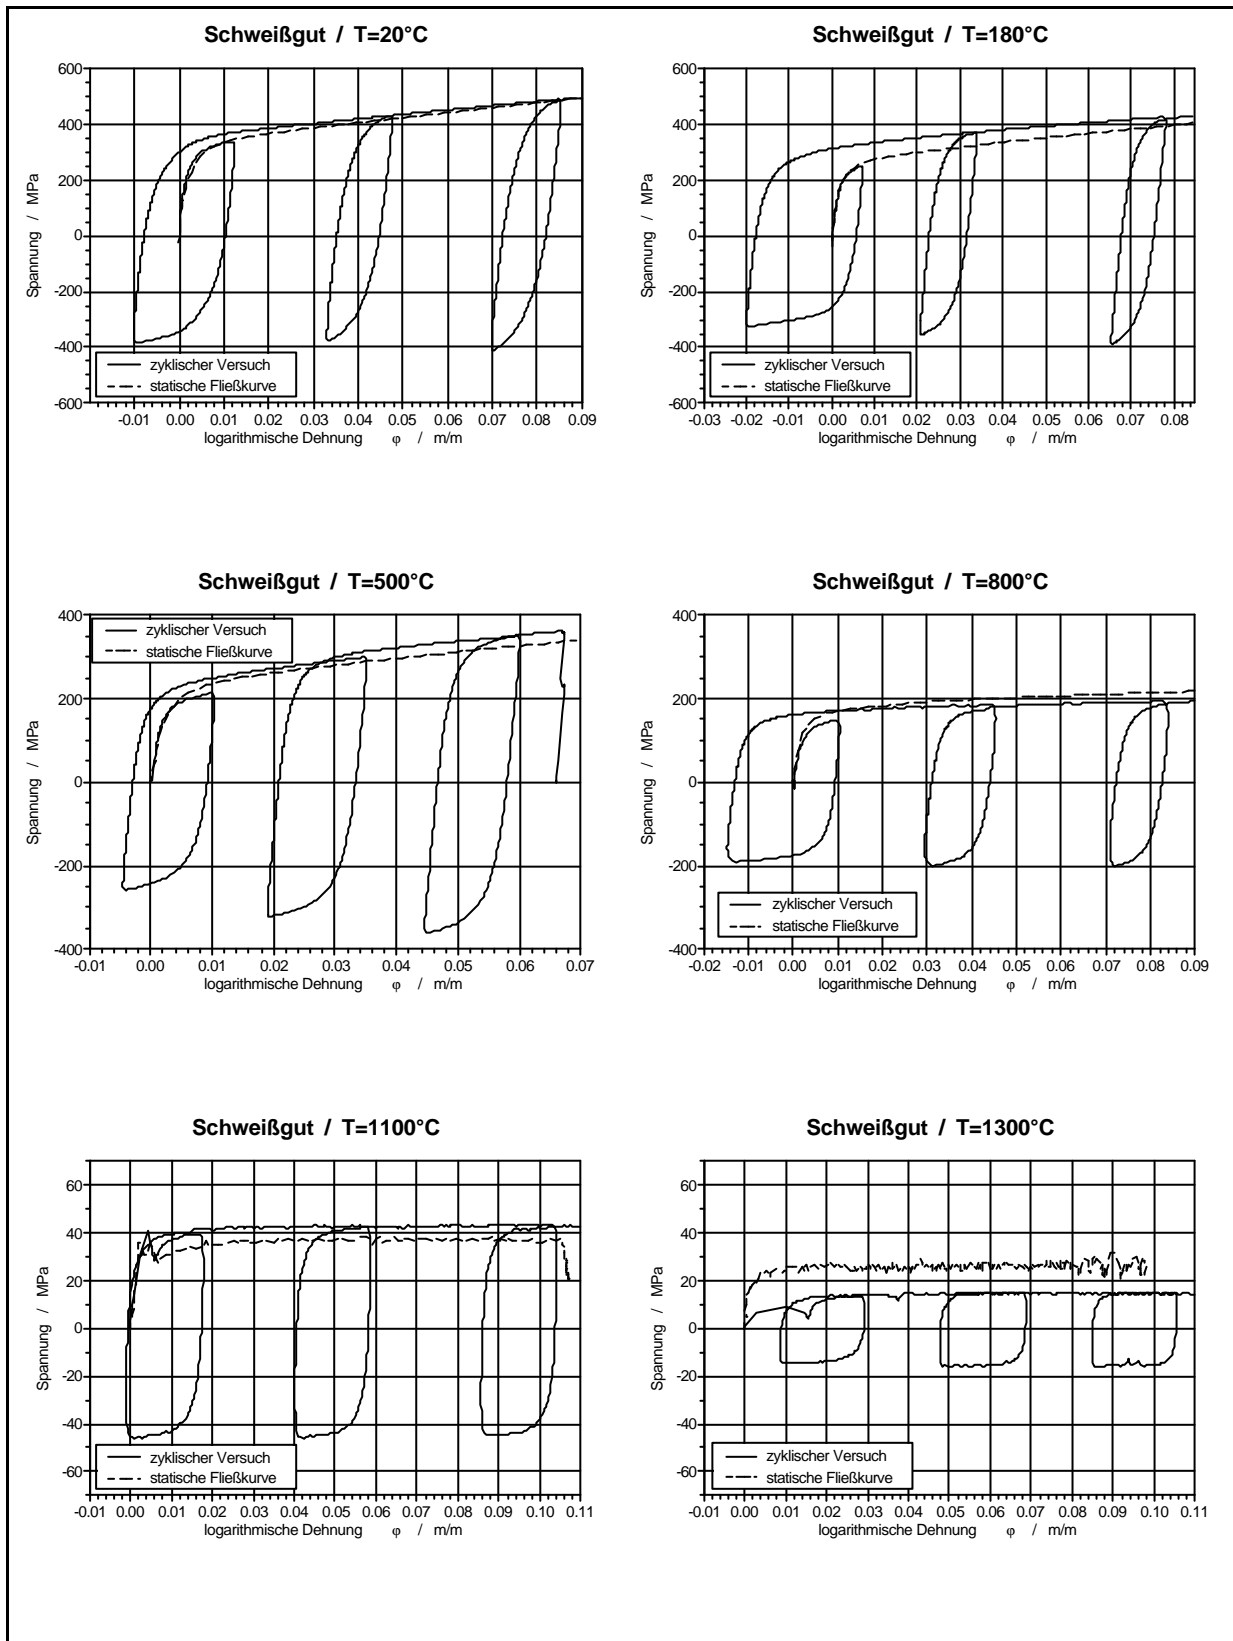 Schweißgut / T=20°C
600
400
200
0
-200
-400
-600
Spannung / MPa
zyklischer Versuch
statische Fließkurve
-0.01 0.00 0.01 0.02 0.03 0.04 0.05 0.06 0.07 0.08 0.09
logarithmische Dehnung φ / m/m
Schweißgut / T=180°C
600
400
200
0
-200
-400
-600
Spannung / MPa
zyklischer Versuch
statische Fließkurve
-0.03 -0.02 -0.01 0.00 0.01 0.02 0.03 0.04 0.05 0.06 0.07 0.08
logarithmische Dehnung φ / m/m
Schweißgut / T=500°C
400
200
0
-200
-400
Spannung / MPa
zyklischer Versuch
statische Fließkurve
-0.01 0.00 0.01 0.02 0.03 0.04 0.05 0.06 0.07
logarithmische Dehnung φ / m/m
Schweißgut / T=800°C
400
200
0
-200
-400
Spannung / MPa
zyklischer Versuch
statische Fließkurve
-0.02 -0.01 0.00 0.01 0.02 0.03 0.04 0.05 0.06 0.07 0.08 0.09
logarithmische Dehnung φ / m/m
Schweißgut / T=1100°C
60
40
20
0
-20
-40
-60
Spannung / MPa
zyklischer Versuch
statische Fließkurve
-0.01 0.00 0.01 0.02 0.03 0.04 0.05 0.06 0.07 0.08 0.09 0.10 0.11
logarithmische Dehnung φ / m/m
Schweißgut / T=1300°C
60
40
20
0
-20
-40
-60
Spannung / MPa
zyklischer Versuch
statische Fließkurve
-0.01 0.00 0.01 0.02 0.03 0.04 0.05 0.06 0.07 0.08 0.09 0.10 0.11
logarithmische Dehnung φ / m/m